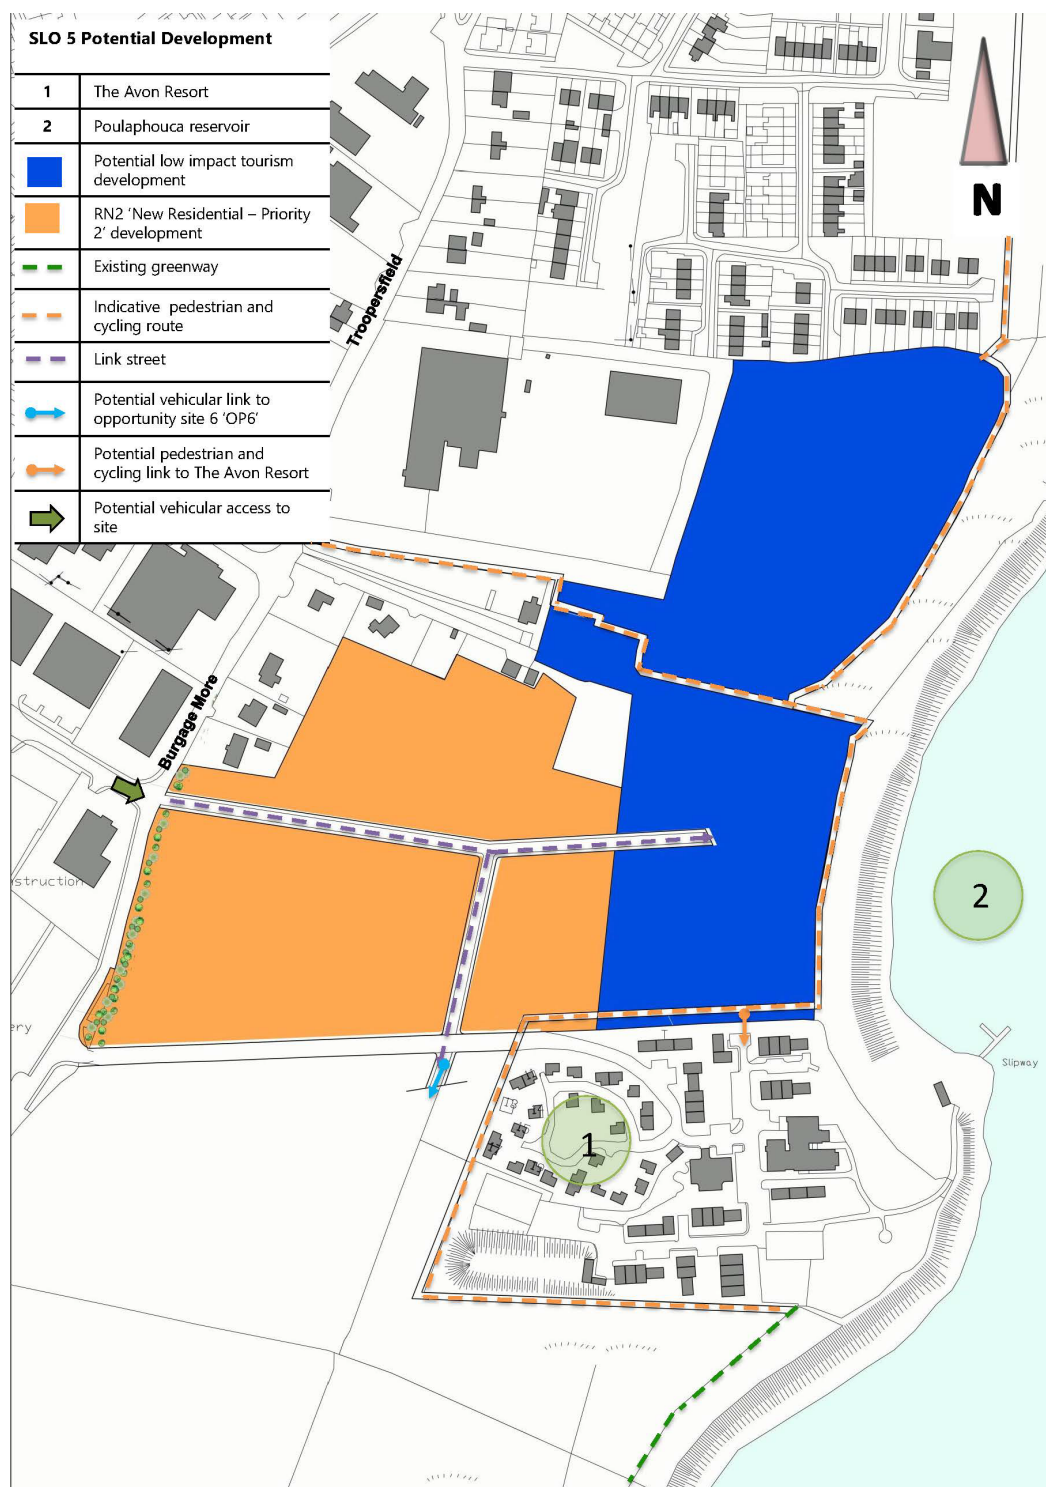 SLO 5 Potential Development
1 The Avon Resort
2 Poulaphouca reservoir
Potential low impact tourism
development
RN2 ‘New Residential – Priority
2’ development
Existing greenway
Indicative pedestrian and
cycling route
Link street
Potential vehicular link to
opportunity site 6 ‘OP6’
Potential pedestrian and
cycling link to The Avon Resort
Potential vehicular access to
site
N
Troopersfield
Burgage More
struction
ery
2
Slipway
1